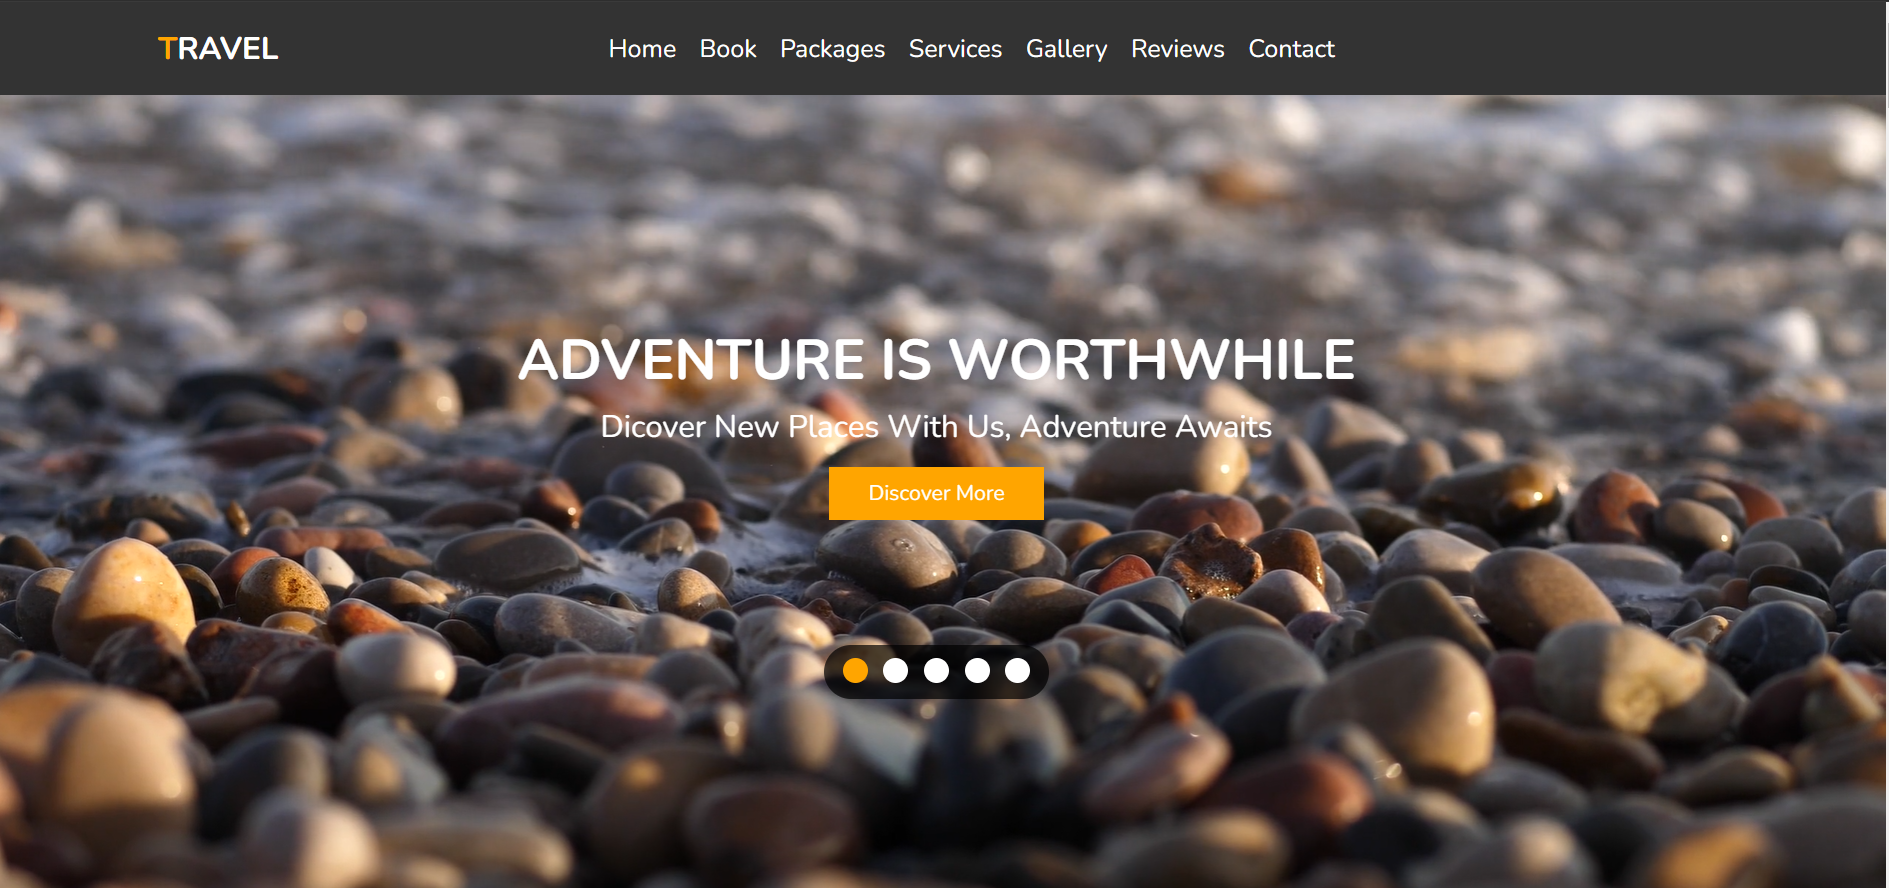 TRAVEL
Home Book Packages Services Gallery Reviews Contact
ADVENTURE IS WORTHWHILE
Dicover New Places With Us, Adventure Awaits
Discover More